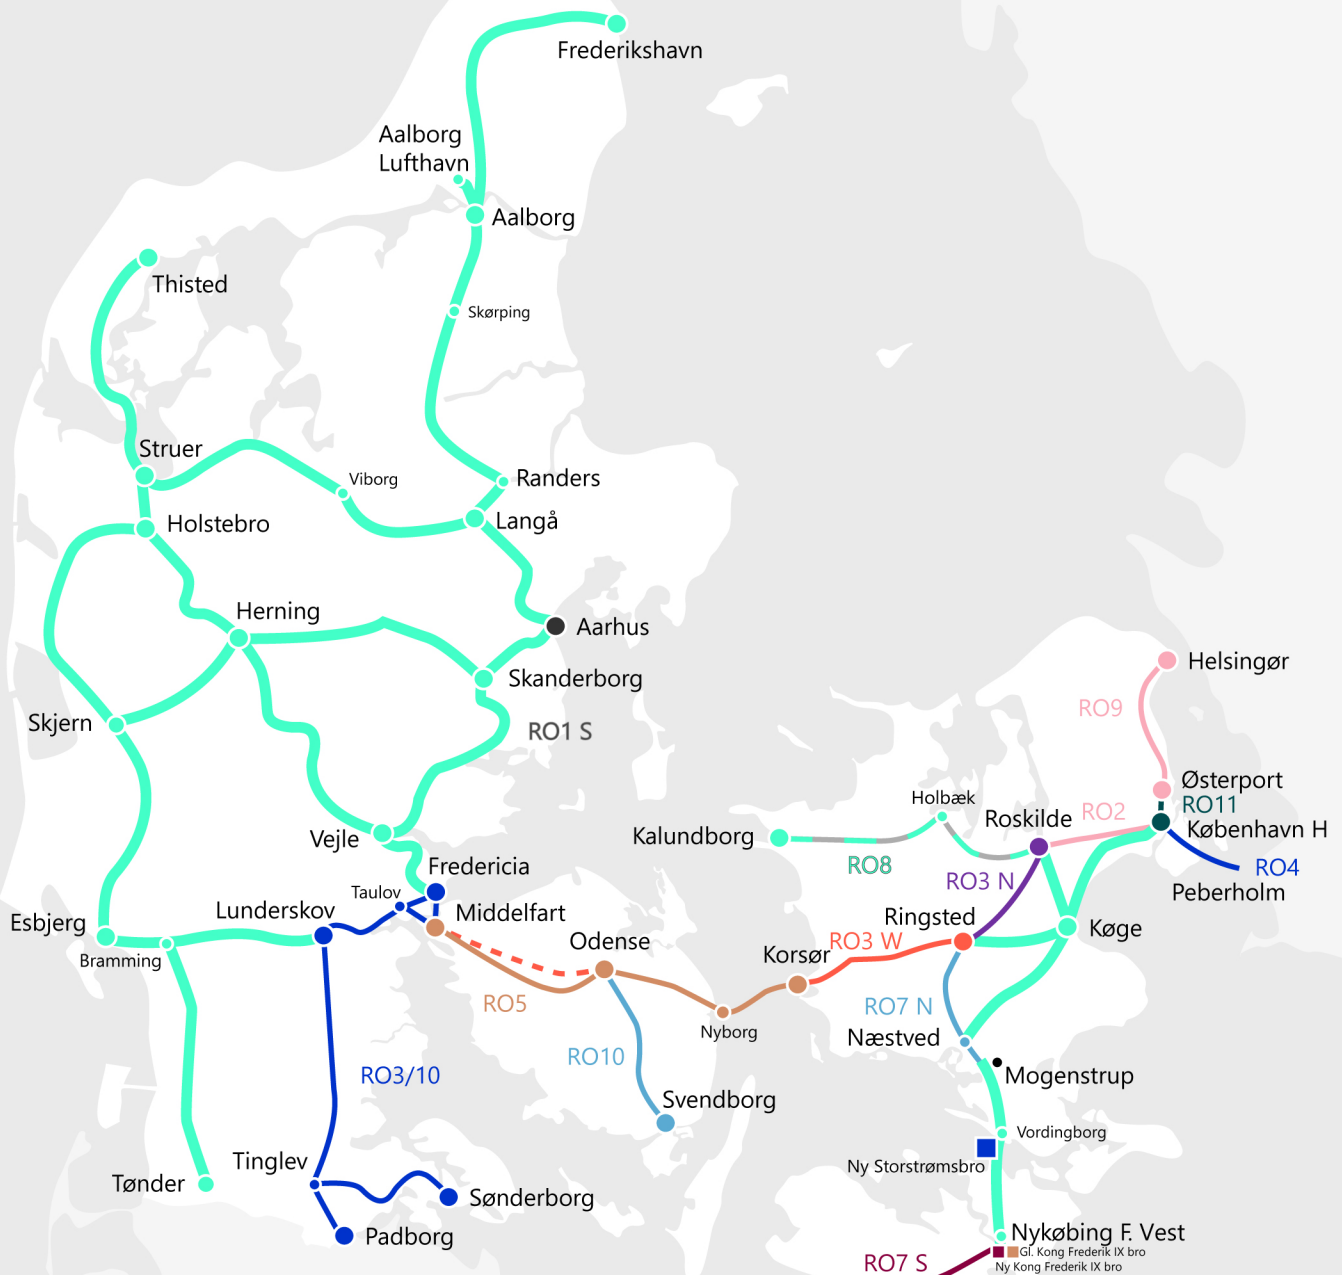 Frederikshavn
Aalborg
Lufthavn
Aalborg
Thisted
Skørping
Struer
Viborg
Randers
Holstebro
Langå
Herning
Aarhus
Helsingør
Skanderborg
RO9
Skjern
RO1 S
Østerport
Holbæk
RO11
RO2
Roskilde
København H
Vejle
Kalundborg
RO8
Fredericia
RO4
RO3 N
Taulov
Peberholm
Lunderskov
Middelfart
Ringsted
Esbjerg
Køge
Odense
RO3 W
Korsør
Bramming
RO5
RO7 N
Nyborg
Næstved
RO10
RO3/10
Mogenstrup
Svendborg
Vordingborg
Tinglev
Ny Storstrømsbro
Tønder
Sønderborg
Nykøbing F. Vest
Padborg
Gl. Kong Frederik IX bro
RO7 S
Ny Kong Frederik IX bro